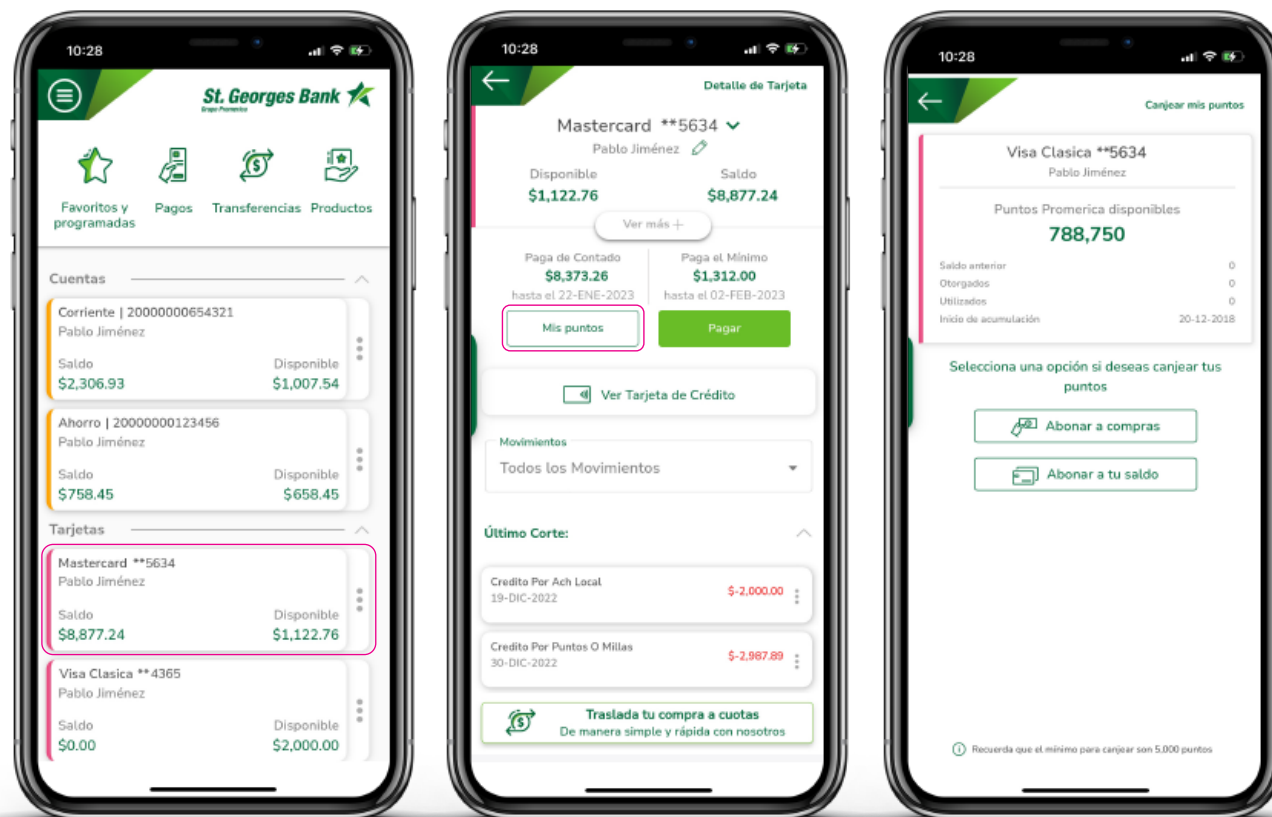 10:28
St. Georges Bank
Grupo Promerica
Favoritos y programadas
Pagos
Transferencias
Productos
Cuentas
Corriente | 20000000654321
Pablo Jiménez
Saldo Disponible
$2,306.93 $1,007.54
Ahorro | 20000000123456
Pablo Jiménez
Saldo Disponible
$758.45 $658.45
Tarjetas
Mastercard **5634
Pablo Jiménez
Saldo Disponible
$8,877.24 $1,122.76
Visa Clasica **4365
Pablo Jiménez
Saldo Disponible
$0.00 $2,000.00
10:28
Detalle de Tarjeta
Mastercard **5634
Pablo Jiménez
Disponible Saldo
$1,122.76 $8,877.24
Ver más +
Paga de Contado Paga el Mínimo
$8,373.26 $1,312.00
hasta el 22-ENE-2023 hasta el 02-FEB-2023
Mis puntos Pagar
Ver Tarjeta de Crédito
Movimientos
Todos los Movimientos
Último Corte:
Credito Por Ach Local
19-DIC-2022 $-2,000.00
Credito Por Puntos O Millas
30-DIC-2022 $-2,987.89
Traslada tu compra a cuotas
De manera simple y rápida con nosotros
10:28
Canjear mis puntos
Visa Clasica **5634
Pablo Jiménez
Puntos Promerica disponibles
788,750
Saldo anterior 0
Otorgados 0
Utilizados 0
Inicio de acumulación 20-12-2018
Selecciona una opción si deseas canjear tus
puntos
Abonar a compras
Abonar a tu saldo
Recuerda que el mínimo para canjear son 5,000 puntos